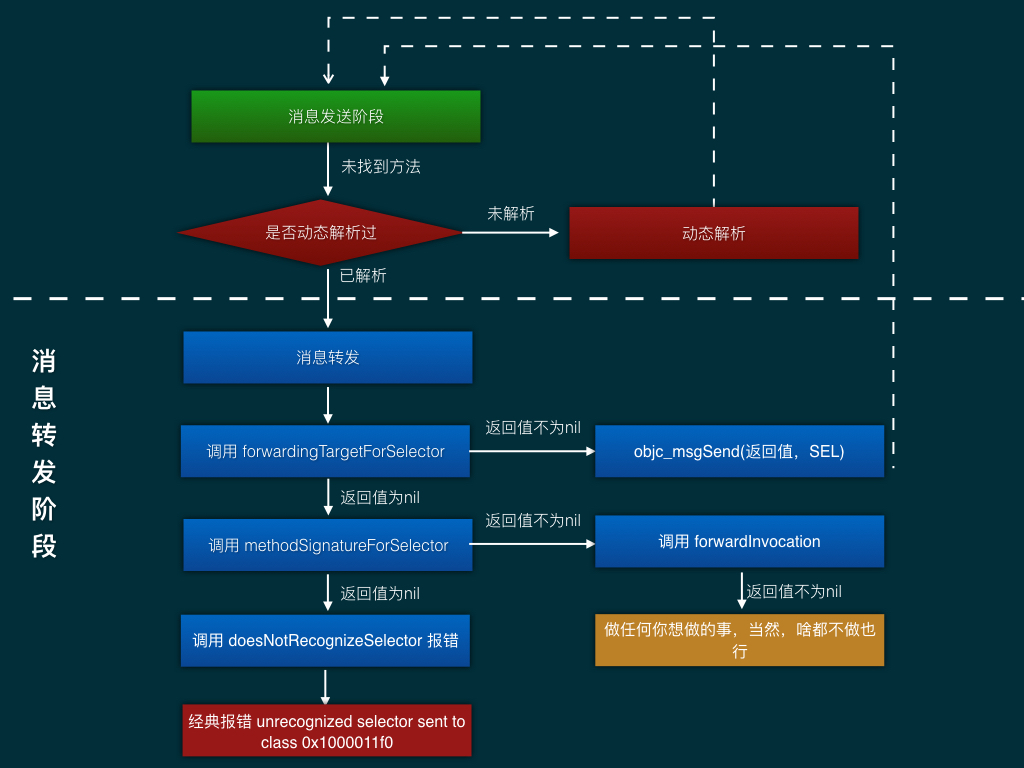 消息发送阶段
未找到方法
是否动态解析过
未解析
动态解析
已解析
消息转发阶段
消息转发
调用 forwardingTargetForSelector
返回值不为nil
objc_msgSend(返回值，SEL)
返回值为nil
调用 methodSignatureForSelector
返回值不为nil
调用 forwardInvocation
返回值为nil
返回值不为nil
调用 doesNotRecognizeSelector 报错
做任何你想做的事，当然，啥都不做也
行
经典报错 unrecognized selector sent to
class 0x1000011f0